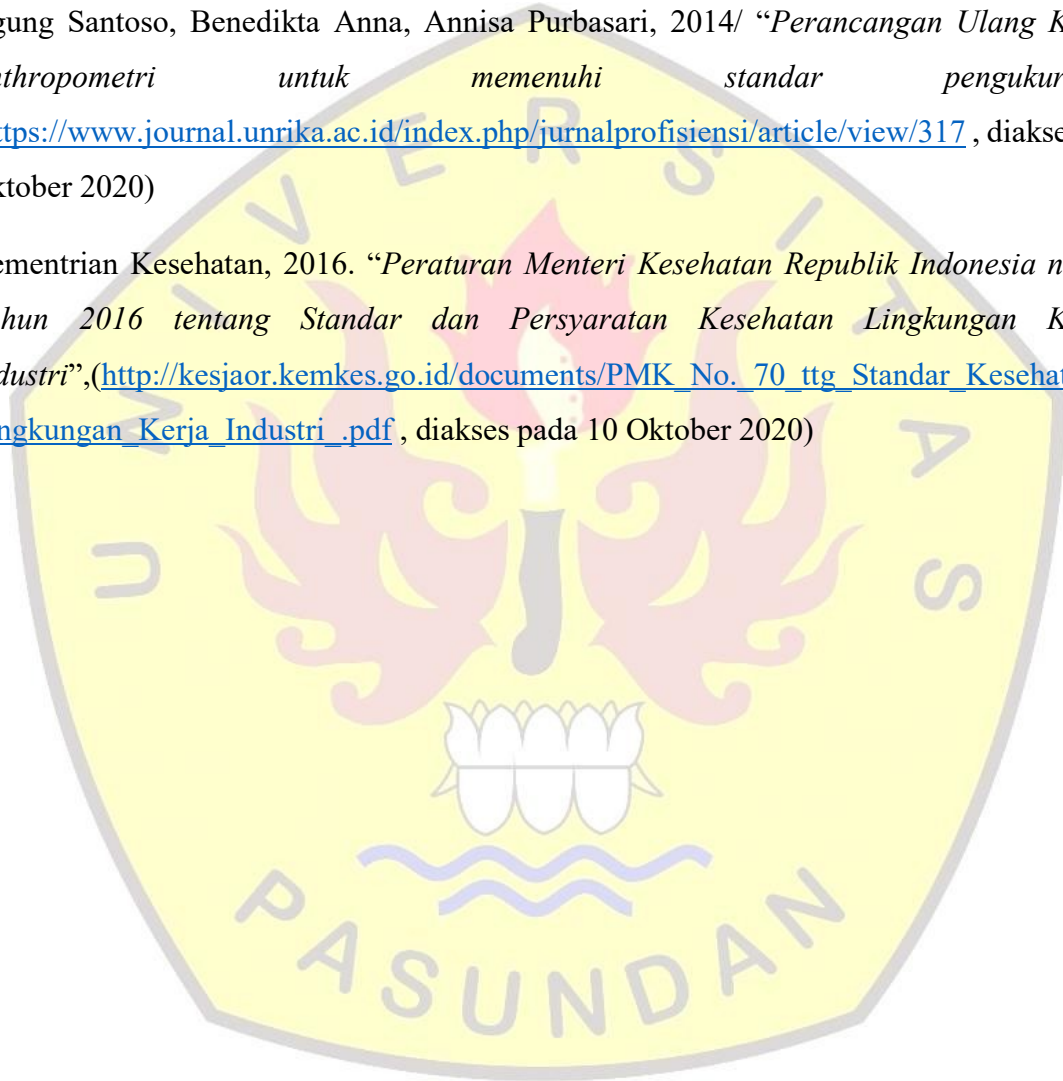 gung Santoso, Benedikta Anna, Annisa Purbasari, 2014/ “Perancangan Ulang K
nthropometri untuk memenuhi standar pengukur
ttps://www.journal.unrika.ac.id/index.php/jurnalprofisiensi/article/view/317 , diakse
ktober 2020)
ementrian Kesehatan, 2016. “Peraturan Menteri Kesehatan Republik Indonesia n
hun 2016 tentang Standar dan Persyaratan Kesehatan Lingkungan K
dustri”,(http://kesjaor.kemkes.go.id/documents/PMK_No._70_ttg_Standar_Kesehat
ngkungan_Kerja_Industri_.pdf , diakses pada 10 Oktober 2020)
UNIVERSITAS
PASUNDAN